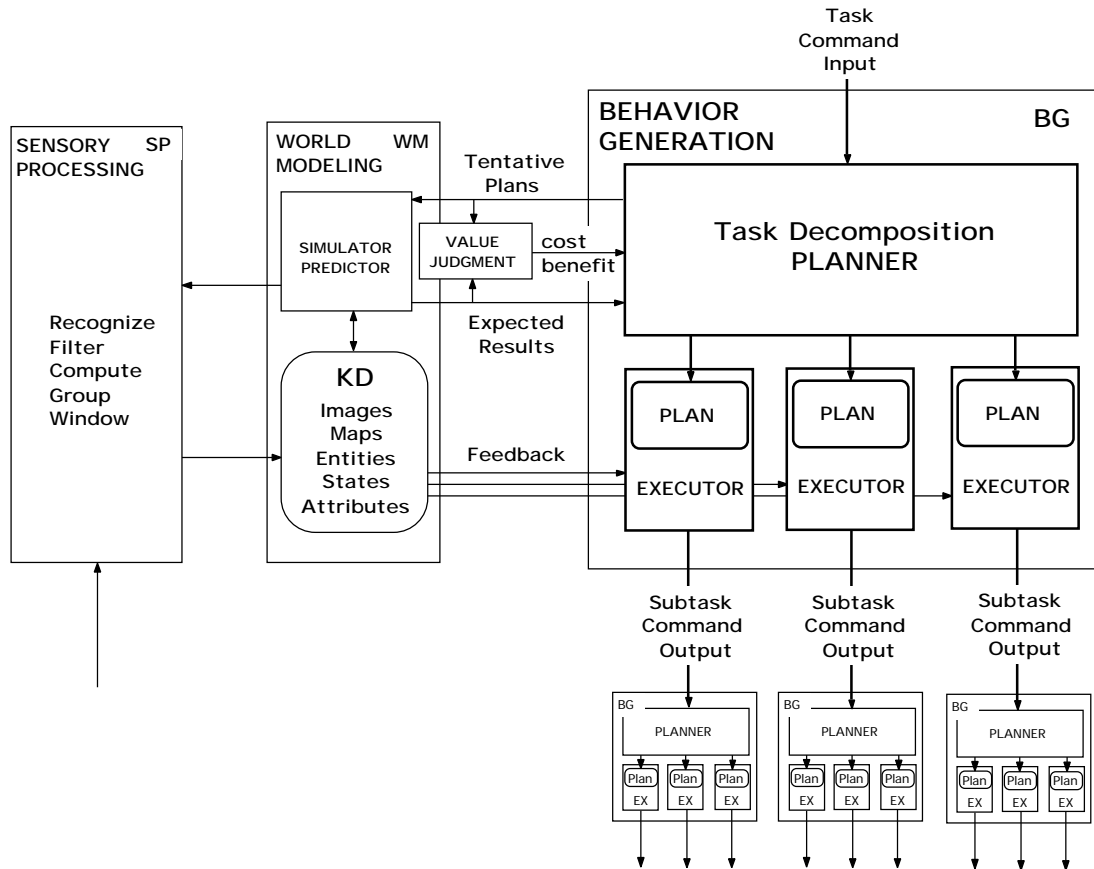 Task
Command
Input
BEHAVIOR BG
GENERATION
SENSORY SP
PROCESSING
WORLD WM
MODELING
Tentative
Plans
Task Decomposition
PLANNER
SIMULATOR
PREDICTOR
VALUE
JUDGMENT
cost
benefit
Expected
Results
Recognize
Filter
Compute
Group
Window
KD
Images
Maps
Entities
States
Attributes
Feedback
PLAN
EXECUTOR
PLAN
EXECUTOR
PLAN
EXECUTOR
Subtask
Command
Output
Subtask
Command
Output
Subtask
Command
Output
BG
PLANNER
Plan Plan Plan
EX EX EX
BG
PLANNER
Plan Plan Plan
EX EX EX
BG
PLANNER
Plan Plan Plan
EX EX EX